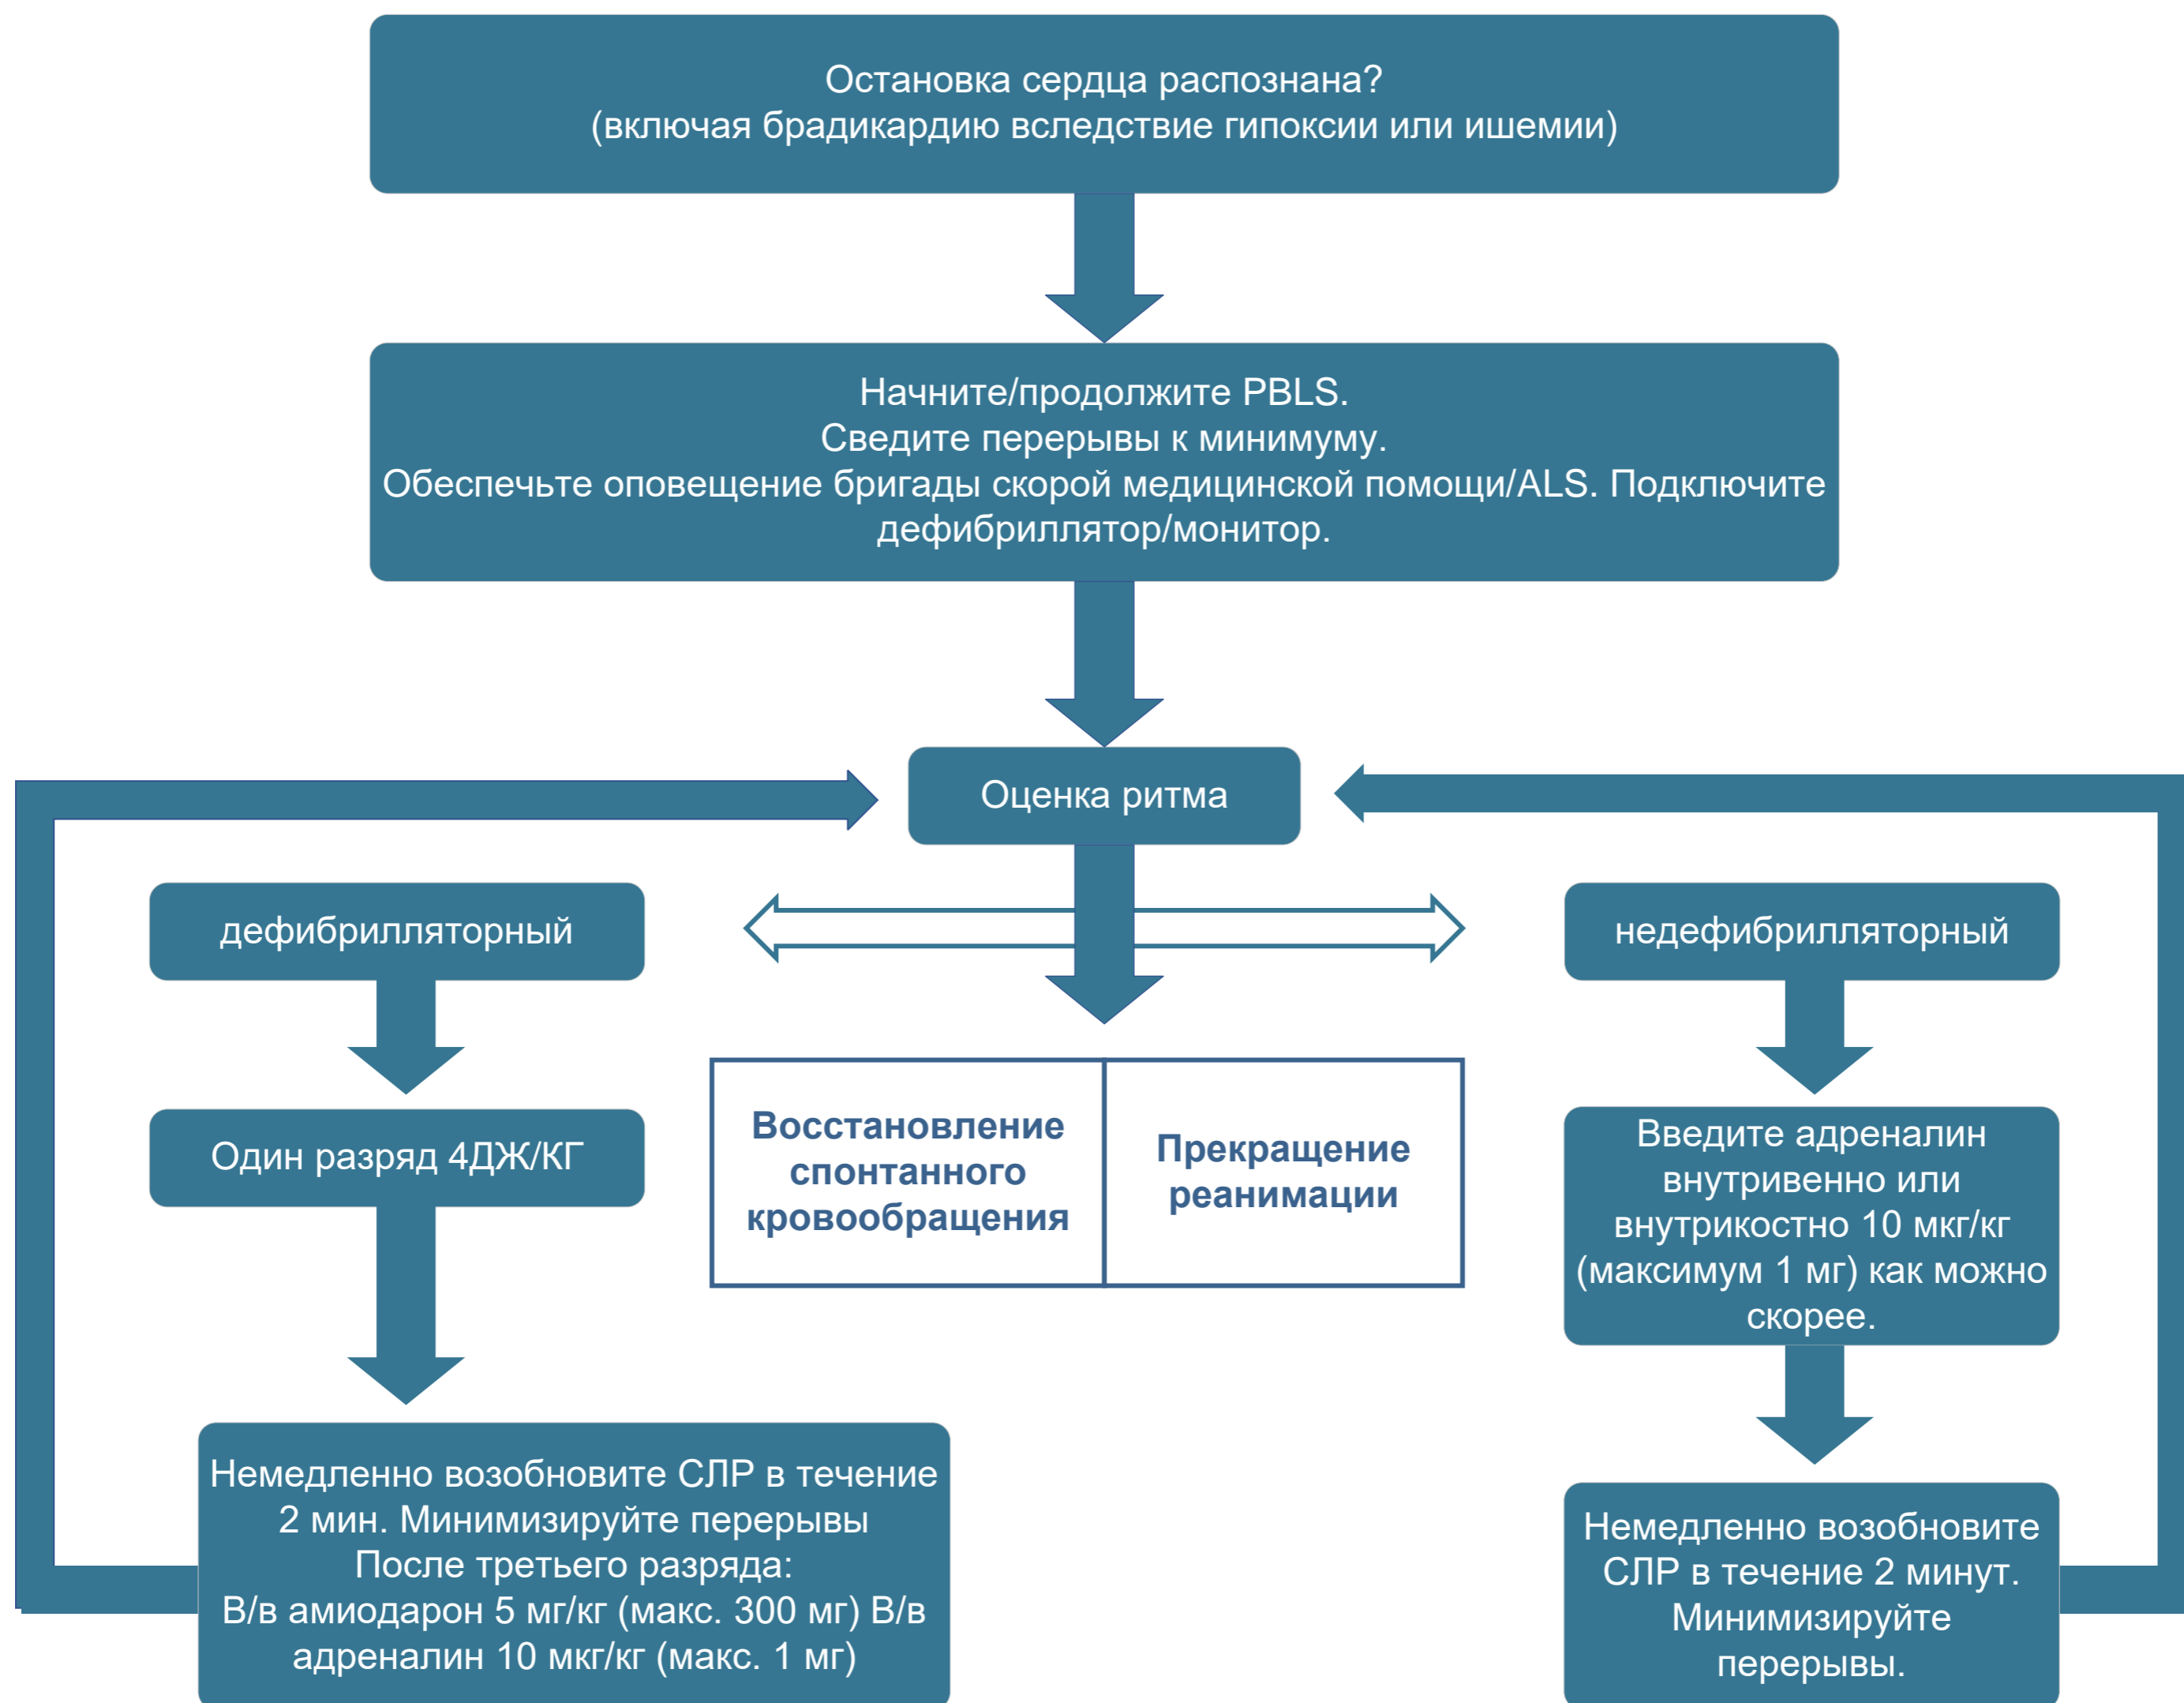 Остановка сердца распознана?
(включая брадикардию вследствие гипоксии или ишемии)
Начните/продолжите PBLS.
Сведите перерывы к минимуму.
Обеспечьте оповещение бригады скорой медицинской помощи/ALS. Подключите
дефибриллятор/монитор.
Оценка ритма
дефибрилляторный
недефибрилляторный
Один разряд 4ДЖ/КГ
Восстановление
спонтанного
кровообращения
Прекращение
реанимации
Введите адреналин
внутривенно или
внутрикостно 10 мкг/кг
(максимум 1 мг) как можно
скорее.
Немедленно возобновите СЛР в течение
2 мин. Минимизируйте перерывы
После третьего разряда:
В/в амиодарон 5 мг/кг (макс. 300 мг) В/в
адреналин 10 мкг/кг (макс. 1 мг)
Немедленно возобновите
СЛР в течение 2 минут.
Минимизируйте
перерывы.